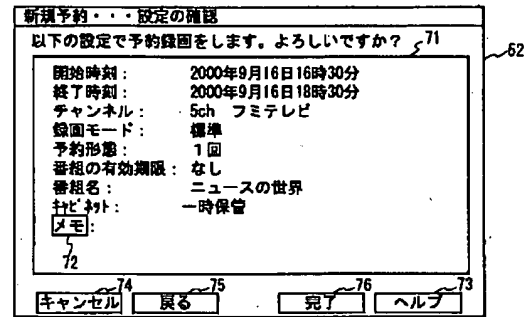 新規予約・・・設定の確認
以下の設定で予約録画をします。よろしいですか? 71
62
開始時刻: 2000年9月16日16時30分
終了時刻: 2000年9月16日18時30分
チャンネル: 5ch フミテレビ
録画モード: 標準
予約形態: 1回
番組の有効期限: なし
番組名: ニュースの世界
ｷｬﾋﾞﾈｯﾄ: 一時保管
メモ:
72
74 75 76 73
キャンセル 戻る 完了 ヘルプ